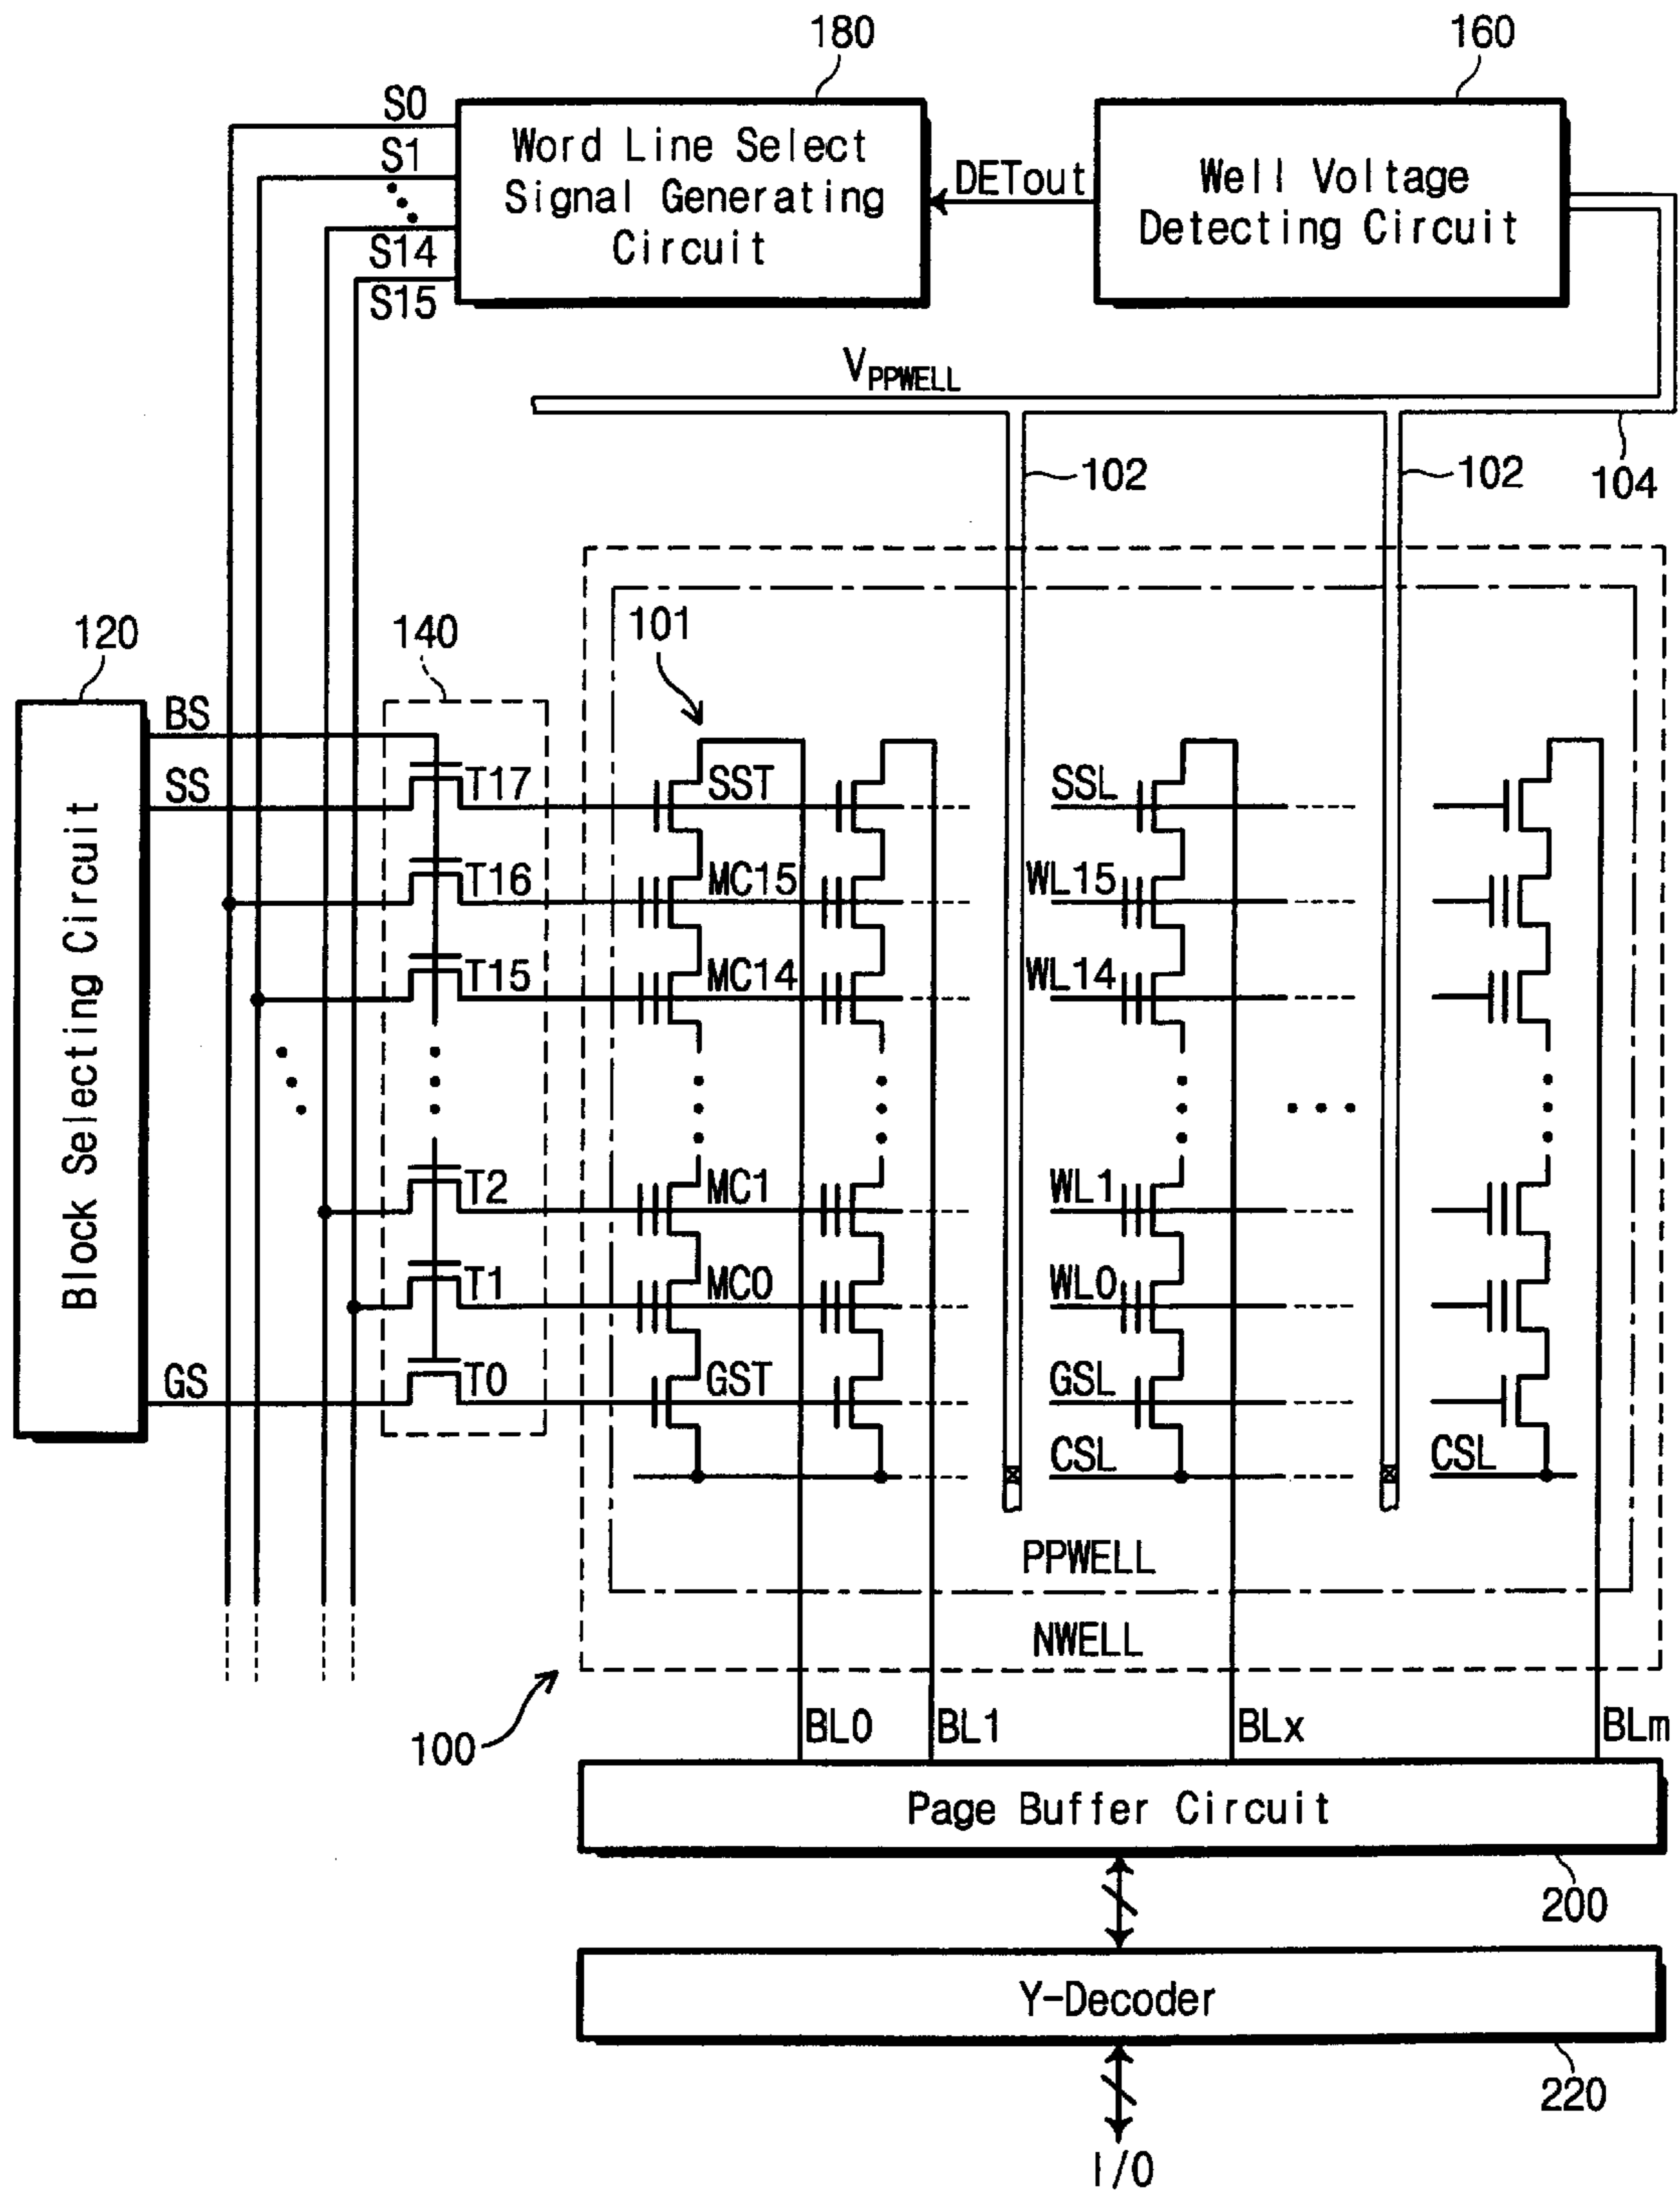 180
160
S0
S1
S14
S15
Word Line Select
Signal Generating
Circuit
DETout
Well Voltage
Detecting Circuit
VPPWELL
102
102
104
120
140
101
Block Selecting Circuit
BS
SS
GS
T17
T16
T15
T2
T1
T0
SST
MC15
MC14
MC1
MC0
GST
SSL
WL15
WL14
WL1
WL0
GSL
CSL
CSL
PPWELL
NWELL
100
BL0
BL1
BLx
BLm
Page Buffer Circuit
200
Y-Decoder
220
I/O